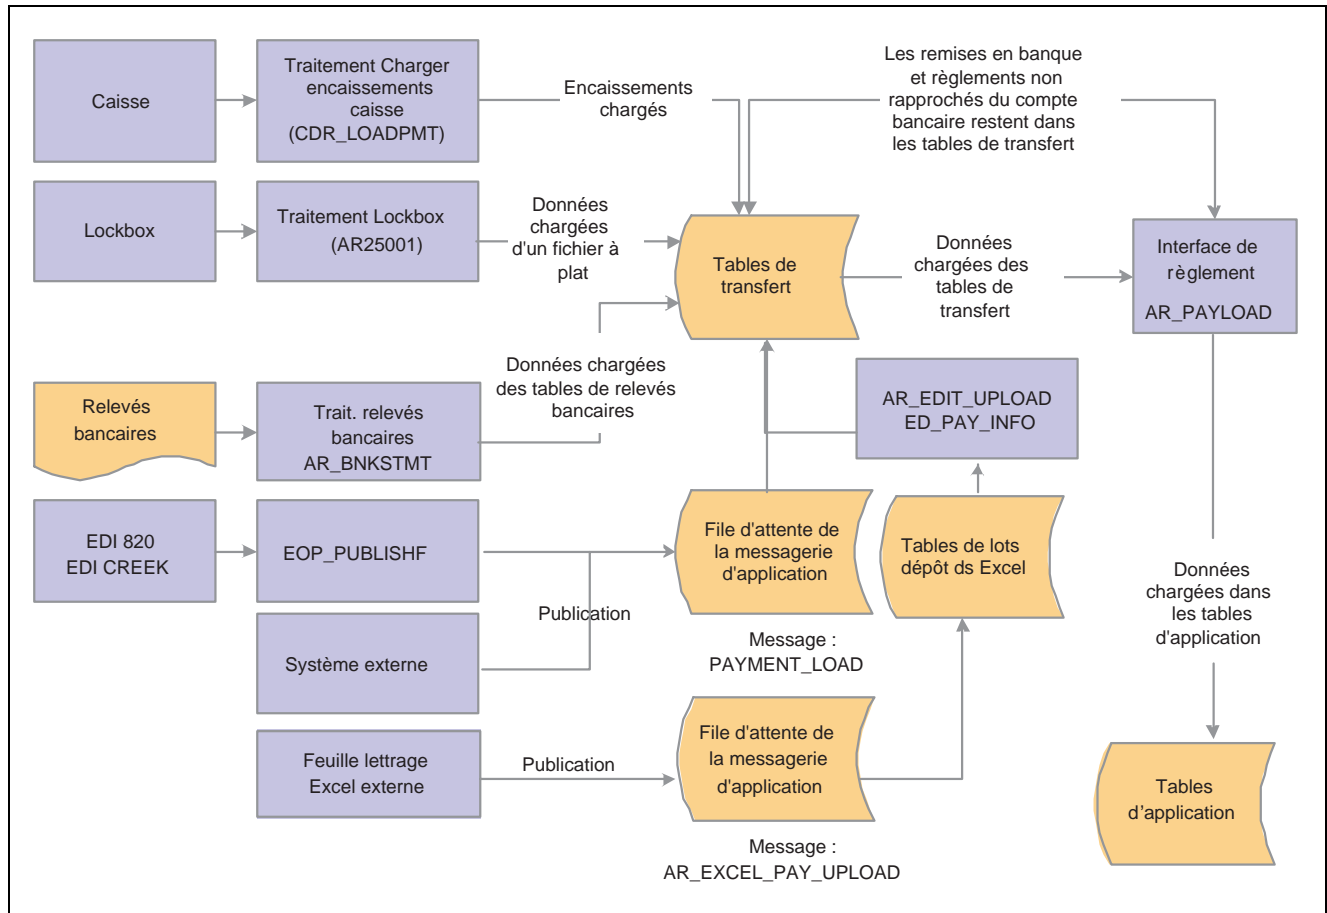 Caisse
Traitement Charger
encaissements
caisse
(CDR_LOADPMT)
Encaissements
chargés
Les remises en banque
et règlements non
rapprochés du compte
bancaire restent dans
les tables de transfert
Lockbox
Traitement Lockbox
(AR25001)
Données
chargées
d'un fichier à
plat
Tables de
transfert
Données
chargées des
tables de
transfert
Interface de
règlement
AR_PAYLOAD
Relevés
bancaires
Trait. relevés
bancaires
AR_BNKSTMT
Données chargées
des tables de relevés
bancaires
AR_EDIT_UPLOAD
ED_PAY_INFO
EDI 820
EDI CREEK
EOP_PUBLISHF
Publication
File d'attente de
la messagerie
d'application
Tables de lots
dépôt ds Excel
Données
chargées dans
les tables
d'application
Système externe
Message :
PAYMENT_LOAD
Feuille lettrage
Excel externe
Publication
File d'attente de
la messagerie
d'application
Message :
AR_EXCEL_PAY_UPLOAD
Tables
d’application